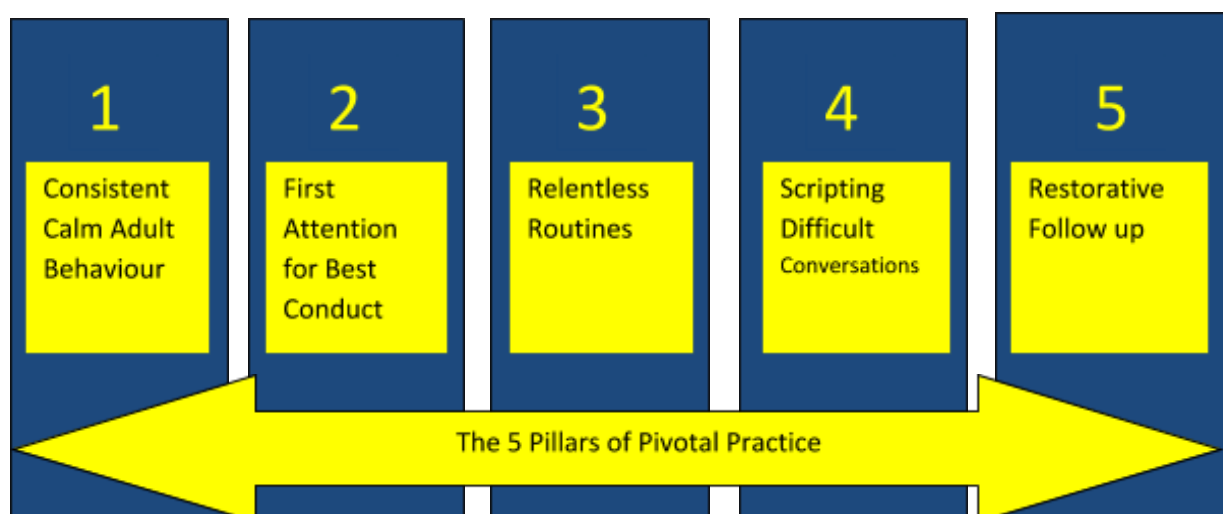 1
Consistent
Calm Adult
Behaviour
2
First
Attention
for Best
Conduct
3
Relentless
Routines
4
Scripting
Difficult
Conversations
5
Restorative
Follow up
The 5 Pillars of Pivotal Practice